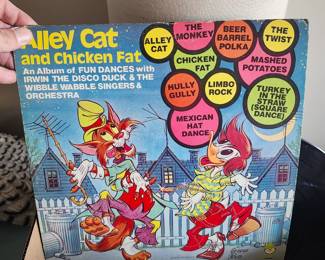 Alley Cat
and Chicken Fat
An Album of FUN DANCES with
IRWIN THE DISCO DUCK & THE
WIBBLE WABBLE SINGERS &
ORCHESTRA
ALLEY
CAT
THE
MONKEY
BEER
BARREL
POLKA
THE
TWIST
CHICKEN
FAT
MASHED
POTATOES
HULLY
GULLY
LIMBO
ROCK
TURKEY
IN THE
STRAW
(SQUARE
DANCE)
MEXICAN
HAT
DANCE